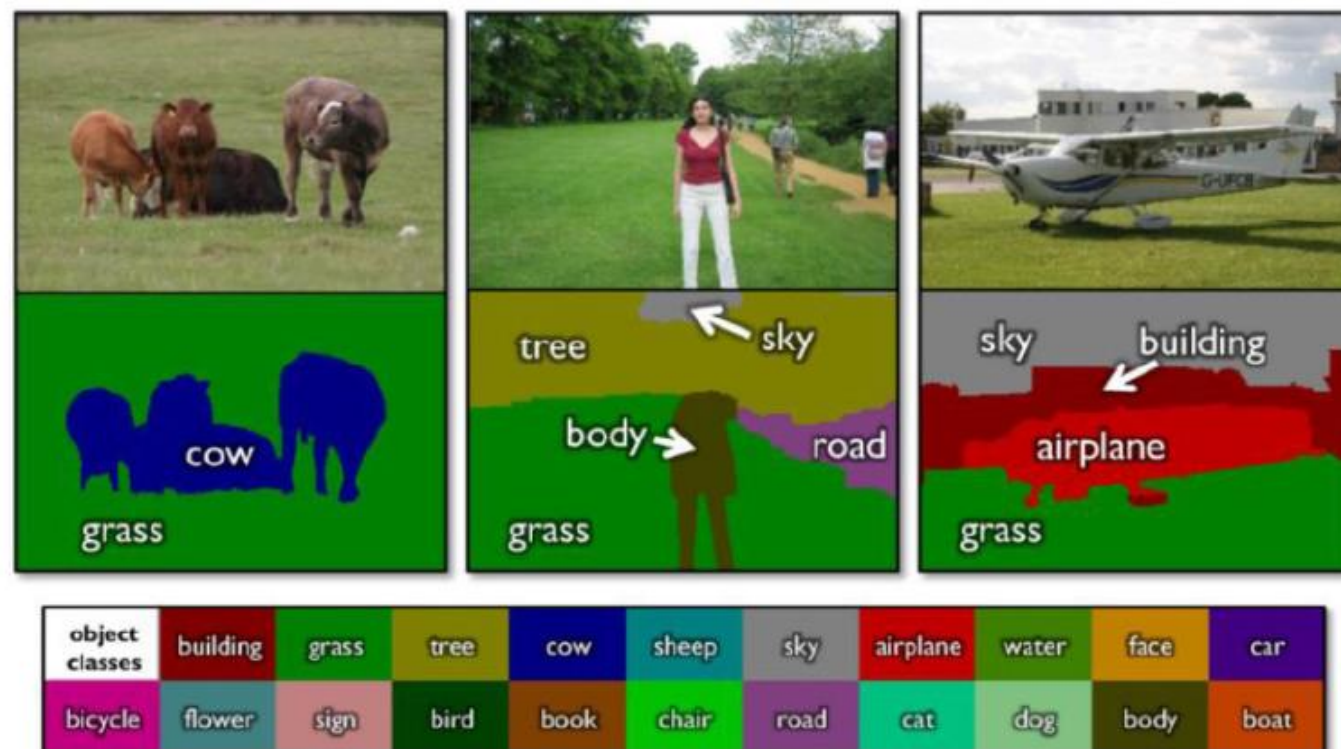 G-UFCB
tree
sky
sky
building
cow
body
road
airplane
grass
grass
grass
object classes
building
grass
tree
cow
sheep
sky
airplane
water
face
car
bicycle
flower
sign
bird
book
chair
road
cat
dog
body
boat